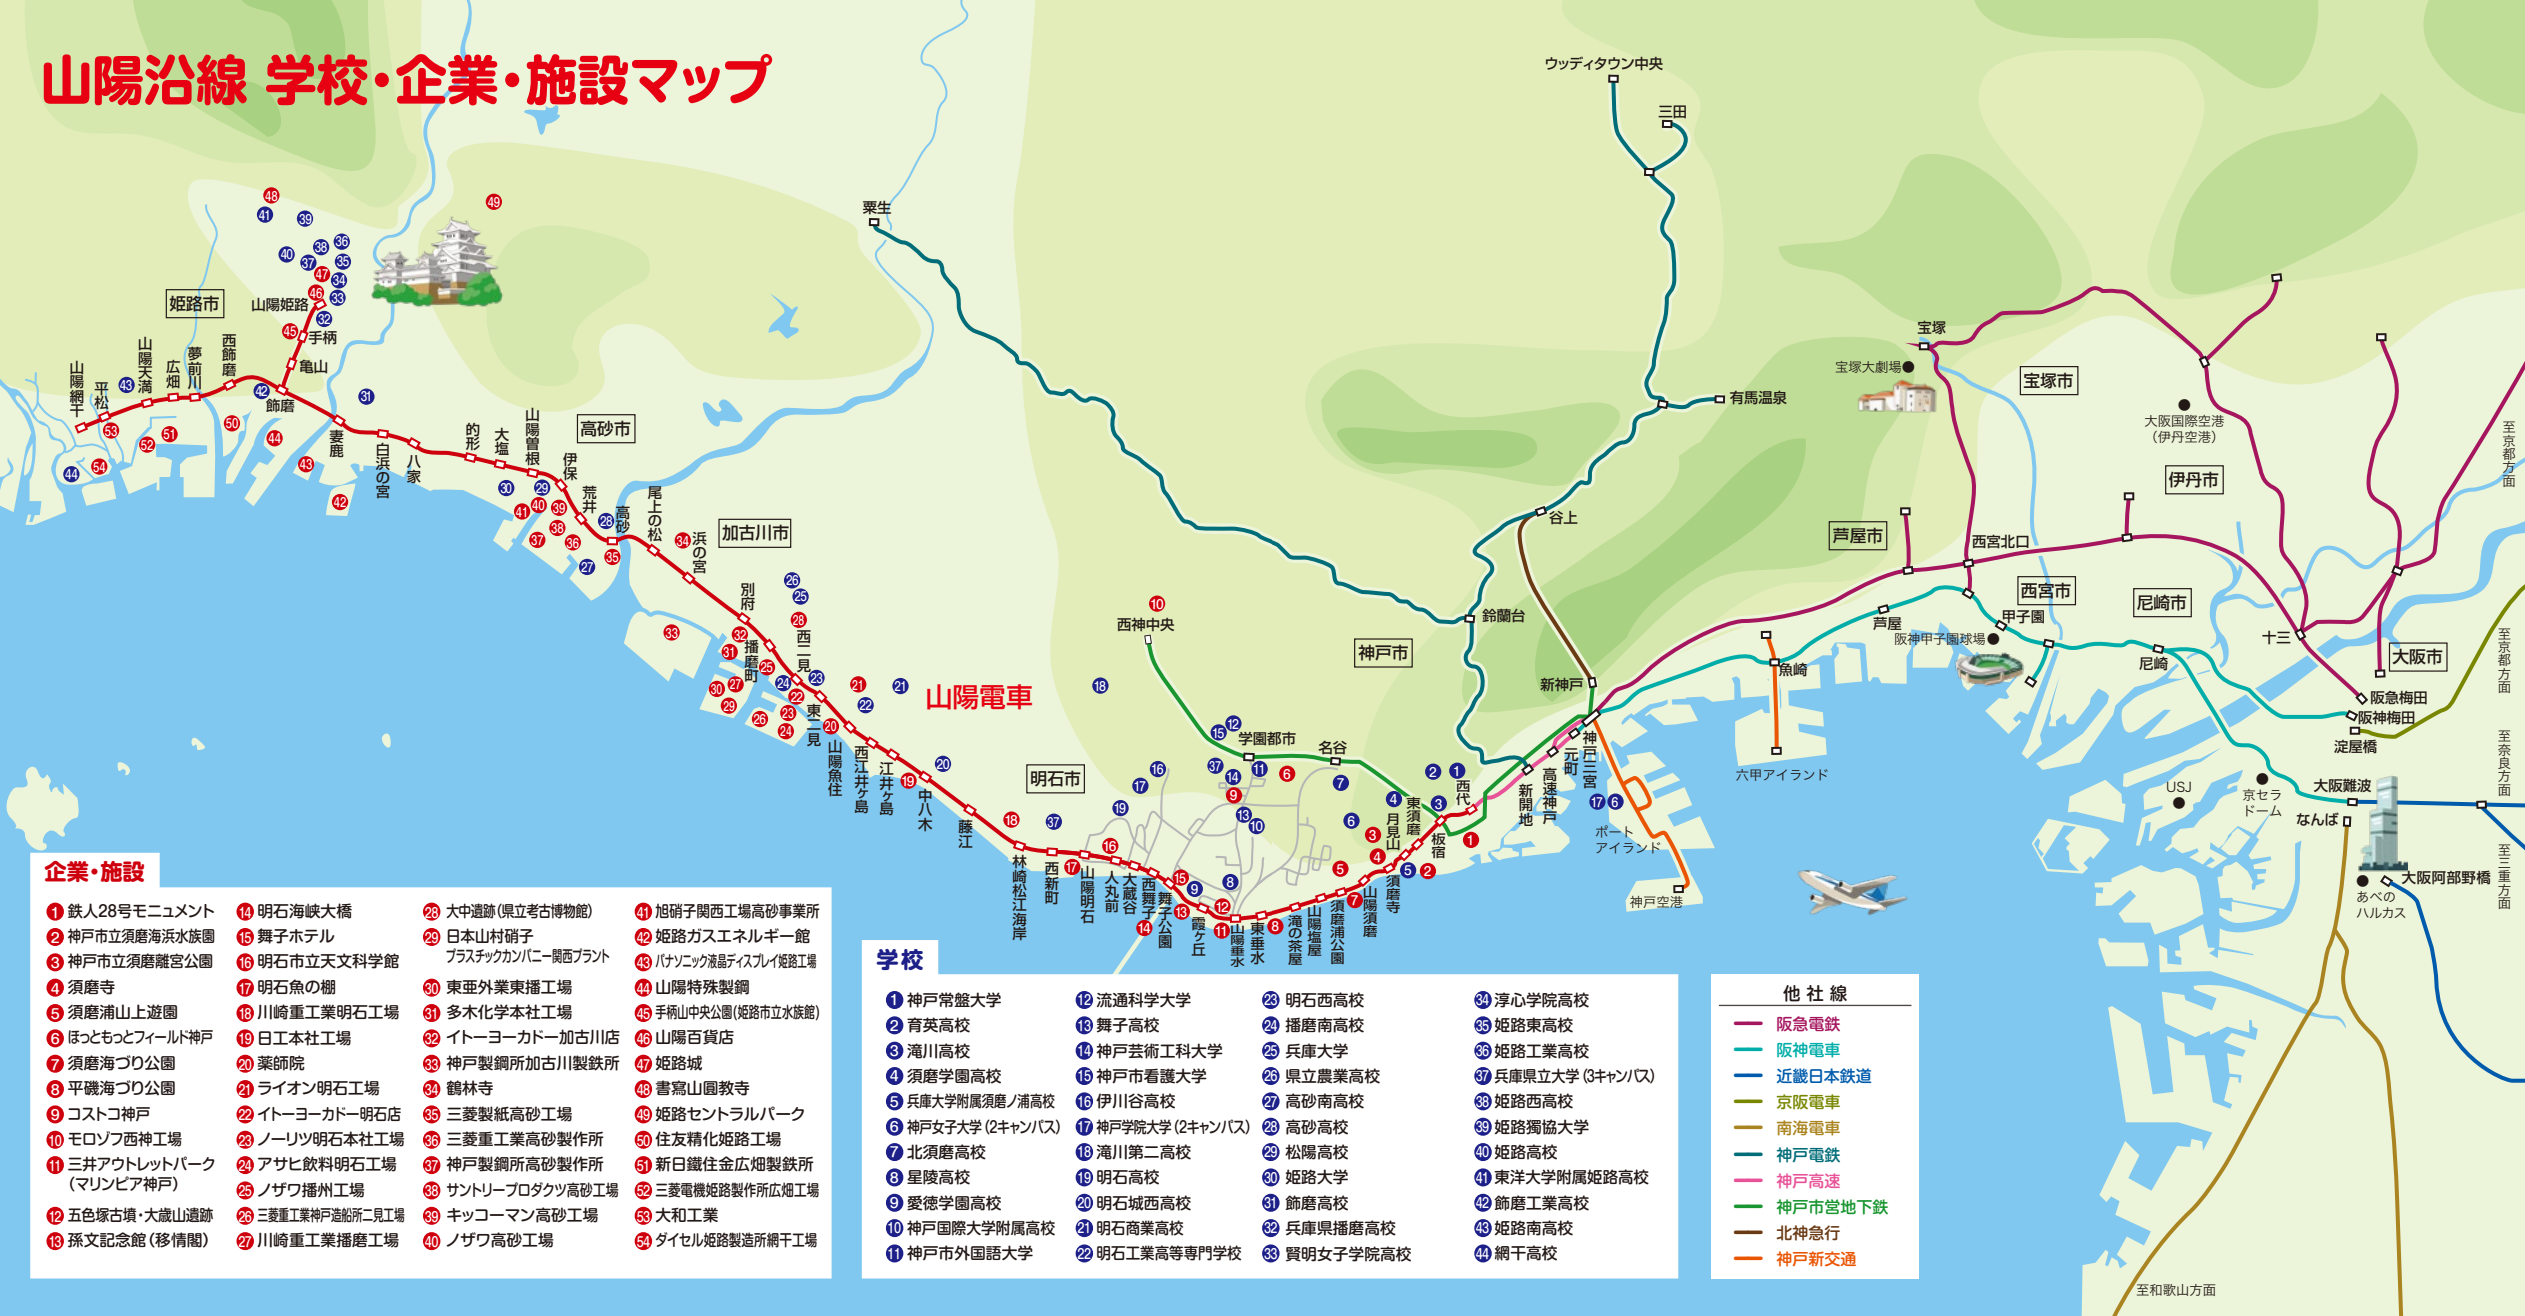 山陽沿線 学校・企業・施設マップ
ウッディタウン中央
三田
粟生
姫路市
山陽姫路
手柄
亀山
山陽網干
平松
山陽天満
広畑
夢前川
西飾磨
飾磨
妻鹿
白浜の宮
八家
的形
大塩
山陽曽根
伊保
荒井
高砂市
高砂
尾上の松
浜の宮
加古川市
別府
播磨町
西二見
東二見
山陽魚住
西江井ヶ島
江井ヶ島
中八木
藤江
山陽電車
明石市
林崎松江海岸
西新町
山陽明石
人丸前
大蔵谷
西舞子
舞子公園
霞ヶ丘
山陽垂水
東垂水
滝の茶屋
山陽塩屋
須磨浦公園
山陽須磨
須磨寺
月見山
東須磨
板宿
西代
西神中央
学園都市
名谷
神戸市
鈴蘭台
谷上
有馬温泉
新神戸
神戸三宮
元町
高速神戸
新開地
ポート
アイランド
神戸空港
六甲アイランド
魚崎
芦屋
芦屋市
宝塚
宝塚大劇場
宝塚市
大阪国際空港
(伊丹空港)
伊丹市
西宮北口
西宮市
甲子園
阪神甲子園球場
尼崎市
尼崎
十三
大阪市
阪急梅田
阪神梅田
淀屋橋
USJ
京セラ
ドーム
大阪難波
なんば
大阪阿部野橋
あべの
ハルカス
至京都方面
至京都方面
至奈良方面
至三重方面
至和歌山方面
企業・施設
1 鉄人28号モニュメント
2 神戸市立須磨海浜水族園
3 神戸市立須磨離宮公園
4 須磨寺
5 須磨浦山上遊園
6 ほっともっとフィールド神戸
7 須磨海づり公園
8 平磯海づり公園
9 コストコ神戸
10 モロゾフ西神工場
11 三井アウトレットパーク
(マリンピア神戸)
12 五色塚古墳・大歳山遺跡
13 孫文記念館(移情閣)
14 明石海峡大橋
15 舞子ホテル
16 明石市立天文科学館
17 明石魚の棚
18 川崎重工業明石工場
19 日工本社工場
20 薬師院
21 ライオン明石工場
22 イトーヨーカドー明石店
23 ノーリツ明石本社工場
24 アサヒ飲料明石工場
25 ノザワ播州工場
26 三菱重工業神戸造船所二見工場
27 川崎重工業播磨工場
28 大中遺跡(県立考古博物館)
29 日本山村硝子
プラスチックカンパニー関西プラント
30 東亜外業東播工場
31 多木化学本社工場
32 イトーヨーカドー加古川店
33 神戸製鋼所加古川製鉄所
34 鶴林寺
35 三菱製紙高砂工場
36 三菱重工業高砂製作所
37 神戸製鋼所高砂製作所
38 サントリープロダクツ高砂工場
39 キッコーマン高砂工場
40 ノザワ高砂工場
41 旭硝子関西工場高砂事業所
42 姫路ガスエネルギー館
43 パナソニック液晶ディスプレイ姫路工場
44 山陽特殊製鋼
45 手柄山中央公園(姫路市立水族館)
46 山陽百貨店
47 姫路城
48 書寫山圓教寺
49 姫路セントラルパーク
50 住友精化姫路工場
51 新日鐵住金広畑製鉄所
52 三菱電機姫路製作所広畑工場
53 大和工業
54 ダイセル姫路製造所網干工場
学校
1 神戸常盤大学
2 育英高校
3 滝川高校
4 須磨学園高校
5 兵庫大学附属須磨ノ浦高校
6 神戸女子大学(2キャンパス)
7 北須磨高校
8 星陵高校
9 愛徳学園高校
10 神戸国際大学附属高校
11 神戸市外国語大学
12 流通科学大学
13 舞子高校
14 神戸芸術工科大学
15 神戸市看護大学
16 伊川谷高校
17 神戸学院大学(2キャンパス)
18 滝川第二高校
19 明石高校
20 明石城西高校
21 明石商業高校
22 明石工業高等専門学校
23 明石西高校
24 播磨南高校
25 兵庫大学
26 県立農業高校
27 高砂南高校
28 高砂高校
29 松陽高校
30 姫路大学
31 飾磨高校
32 兵庫県播磨高校
33 賢明女子学院高校
34 淳心学院高校
35 姫路東高校
36 姫路工業高校
37 兵庫県立大学(3キャンパス)
38 姫路西高校
39 姫路獨協大学
40 姫路高校
41 東洋大学附属姫路高校
42 飾磨工業高校
43 姫路南高校
44 網干高校
他社線
阪急電鉄
阪神電車
近畿日本鉄道
京阪電車
南海電車
神戸電鉄
神戸高速
神戸市営地下鉄
北神急行
神戸新交通